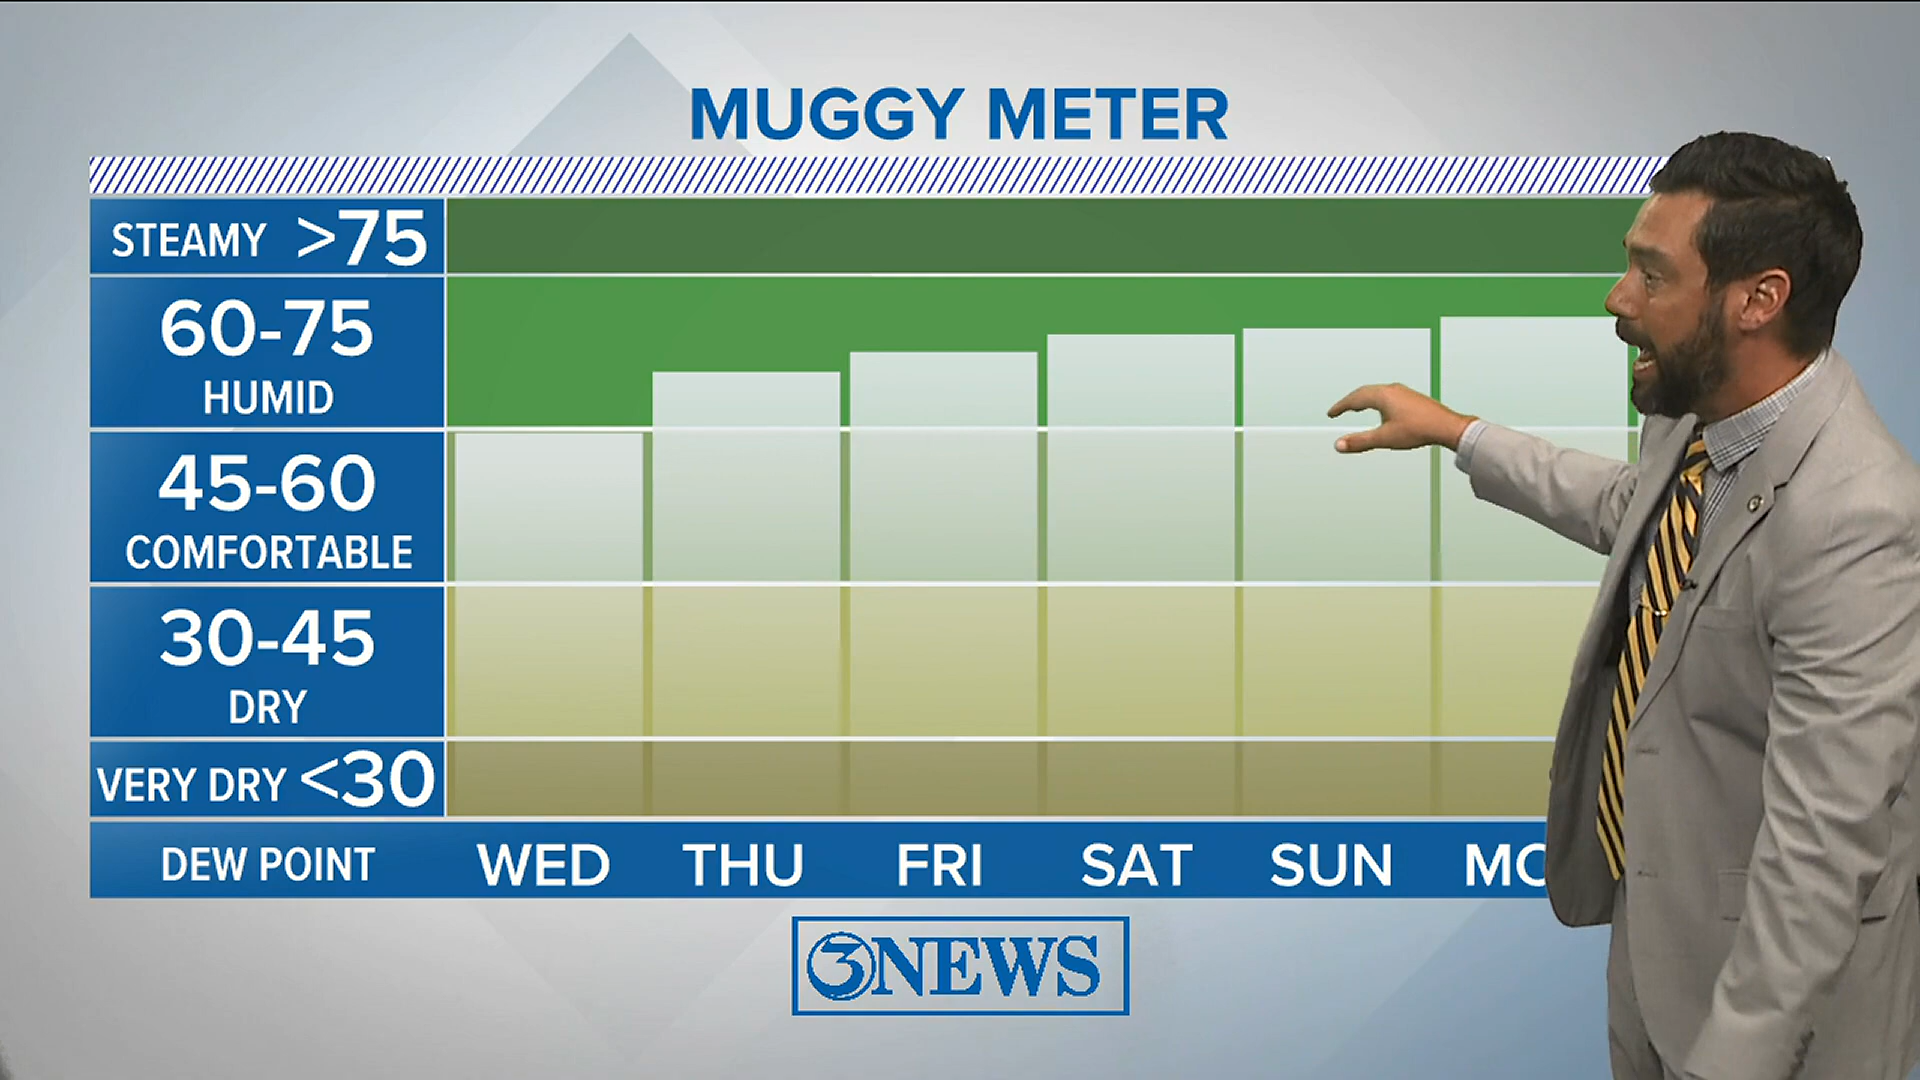 MUGGY METER
STEAMY >75
60-75
HUMID
45-60
COMFORTABLE
30-45
DRY
VERY DRY <30
DEW POINT WED THU FRI SAT SUN
3NEWS